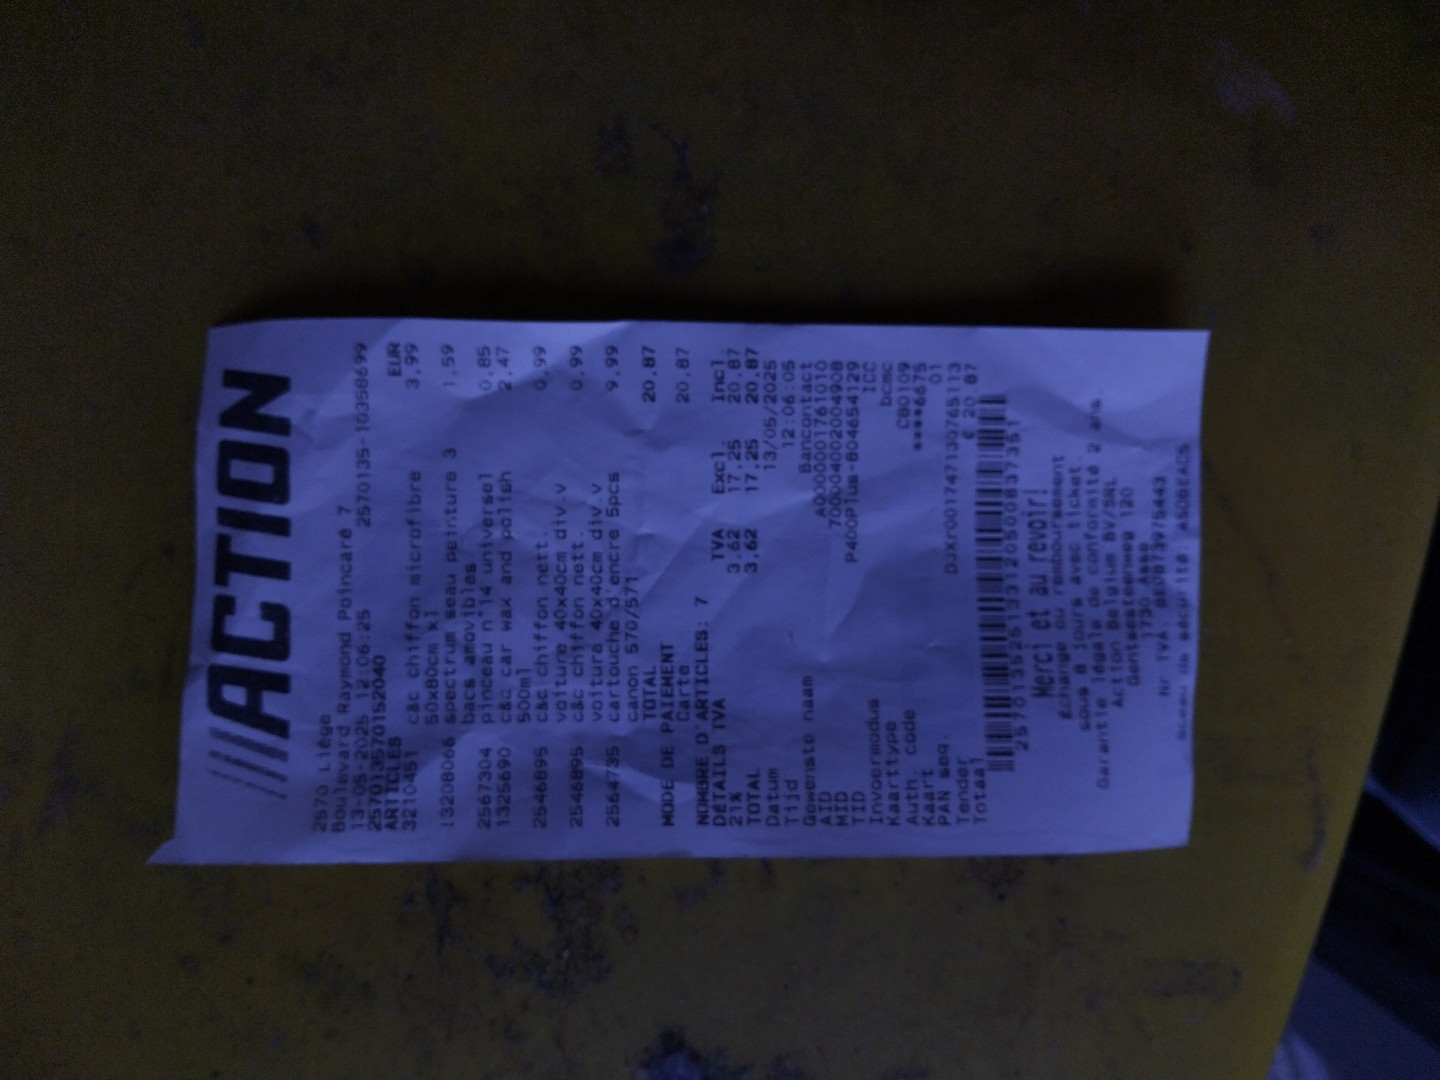 ACTION
2570 Liège
Boulevard Raymond Poincaré 7
13-05-2025 12:06:25 2570135-10358699
257013570152040
ARTICLES EUR
3210451 c&c chiffon microfibre 3,99
50x80cm kl
13208066 spectrum seau peinture 3 1,59
bacs amovibles
2567304 pinceau n°14 universel 0,85
1325690 c&c car wax and polish 2,47
500ml
2546895 c&c chiffon nett. 0,99
voiture 40x40cm div.v
2546895 c&c chiffon nett. 0,99
voitura 40x40cm div.v
2564735 cartouche d'encre 5pcs 9,99
canon 570/571
TOTAL 20,87
MODE DE PAIEMENT
Carte 20,87
NOMBRE D'ARTICLES: 7
DÉTAILS TVA TVA Excl. Incl.
21% 3,62 17,25 20,87
TOTAL 3,62 17,25 20,87
Datum 13/05/2025
Tijd 12:06:05
Gewenste naam Bancontact
AID A0000001761010
MID 700004002004908
TID P400Plus-804654129
Invoermodus ICC
Kaarttype bcmc
Auth. code C80109
Kaart ****6675
PAN seq. 01
Tender DJXr001747130765113
Totaal € 20,87
Merci et au revoir!
échange ou remboursement
sous 8 jours avec ticket
Garantie légale de conformité 2 ans.
Action Belgium BV/SRL
Gentsesteenweg 120
1730 Asse
Nr TVA: